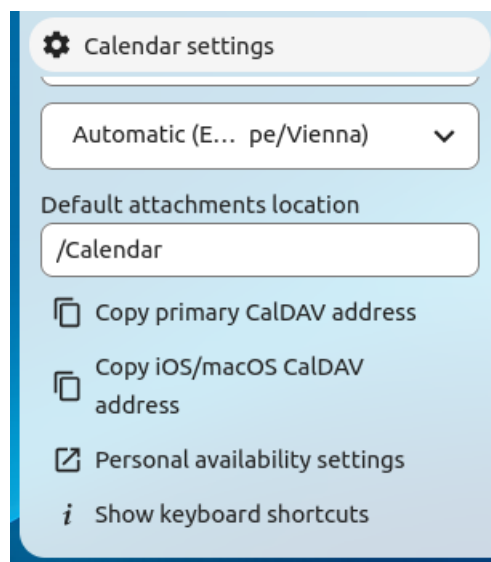 Calendar settings
Automatic (E... pe/Vienna)
Default attachments location
/Calendar
Copy primary CalDAV address
Copy iOS/macOS CalDAV
address
Personal availability settings
Show keyboard shortcuts